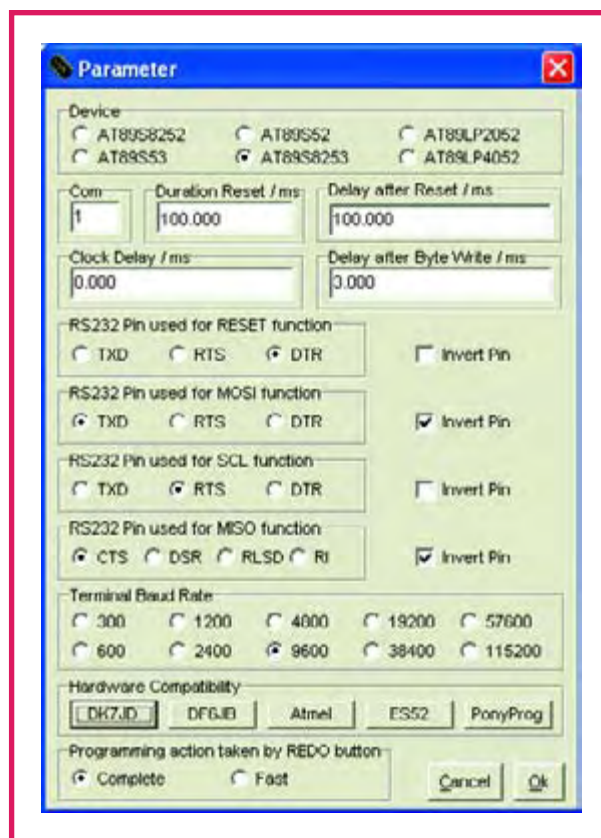 Parameter
Device
AT89S8252 AT89S52 AT89LP2052
AT89S53 AT89S8253 AT89LP4052
Com Duration Reset / ms Delay after Reset / ms
1 100.000 100.000
Clock Delay / ms Delay after Byte Write / ms
0.000 3.000
RS232 Pin used for RESET function
TXD RTS DTR Invert Pin
RS232 Pin used for MOSI function
TXD RTS DTR Invert Pin
RS232 Pin used for SCL function
TXD RTS DTR Invert Pin
RS232 Pin used for MISO function
CTS DSR RLSD RI Invert Pin
Terminal Baud Rate
300 1200 4800 19200 57600
600 2400 9600 38400 115200
Hardware Compatibility
DK7JD DF6JB Atmel ES52 PonyProg
Programming action taken by REDO button
Complete Fast Cancel Ok